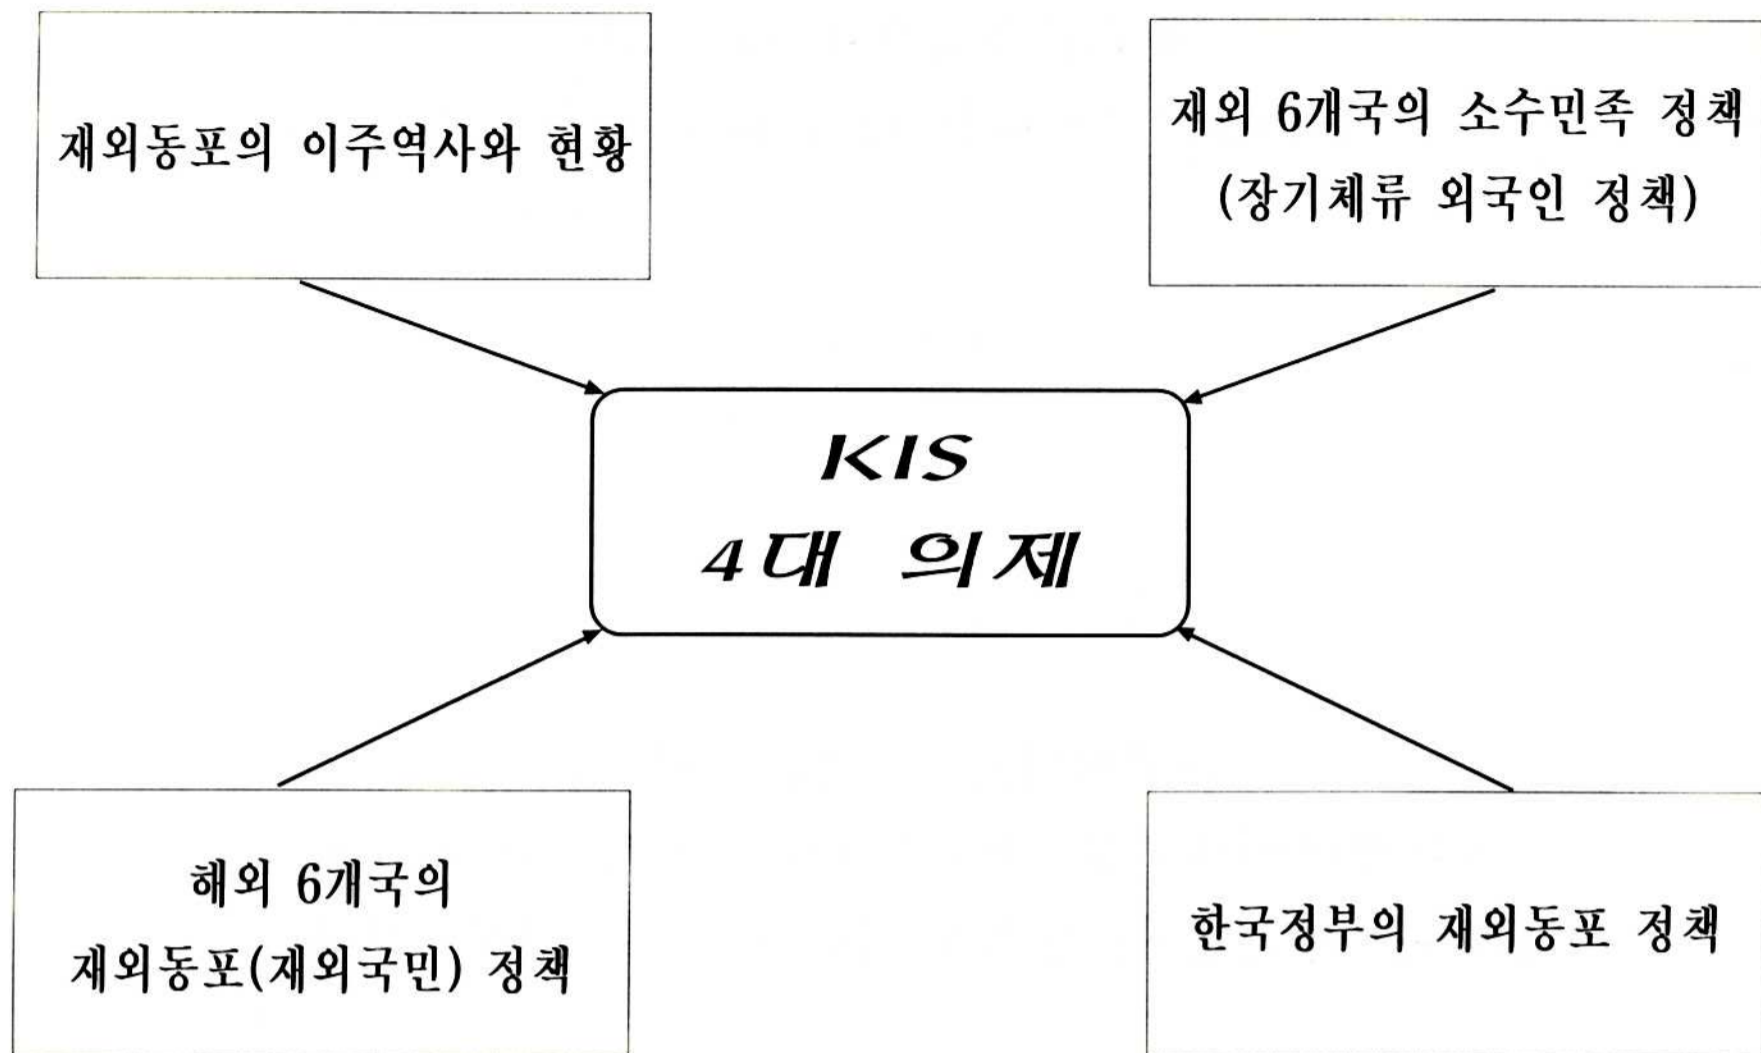 재외동포의 이주역사와 현황
재외 6개국의 소수민족 정책
(장기체류 외국인 정책)
KIS
4대 의제
해외 6개국의
재외동포(재외국민) 정책
한국정부의 재외동포 정책